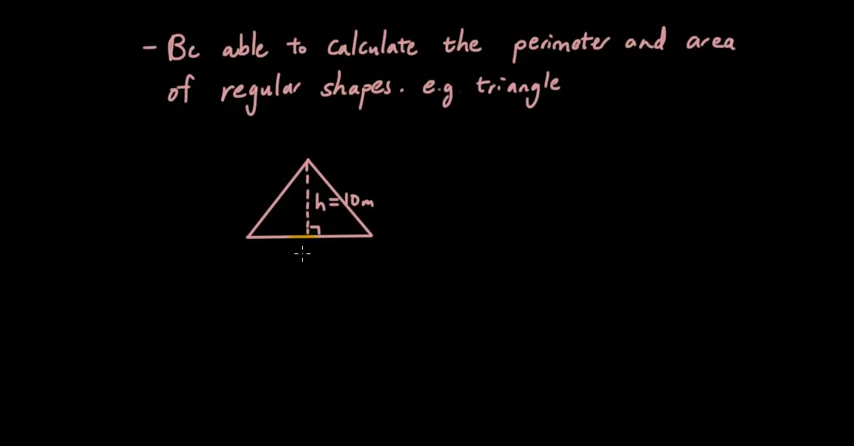 - Be able to calculate the perimeter and area
of regular shapes. e.g triangle
h=10m